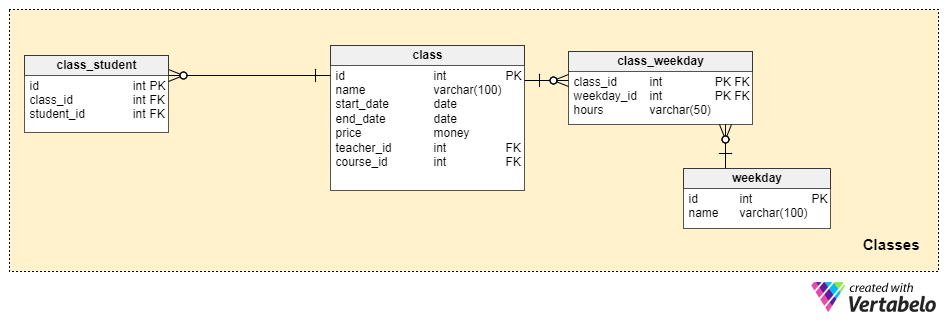 class_student
id int PK
class_id int FK
student_id int FK
class
id int PK
name varchar(100)
start_date date
end_date date
price money
teacher_id int FK
course_id int FK
class_weekday
class_id int PK FK
weekday_id int PK FK
hours varchar(50)
weekday
id int PK
name varchar(100)
Classes
created with
Vertabelo